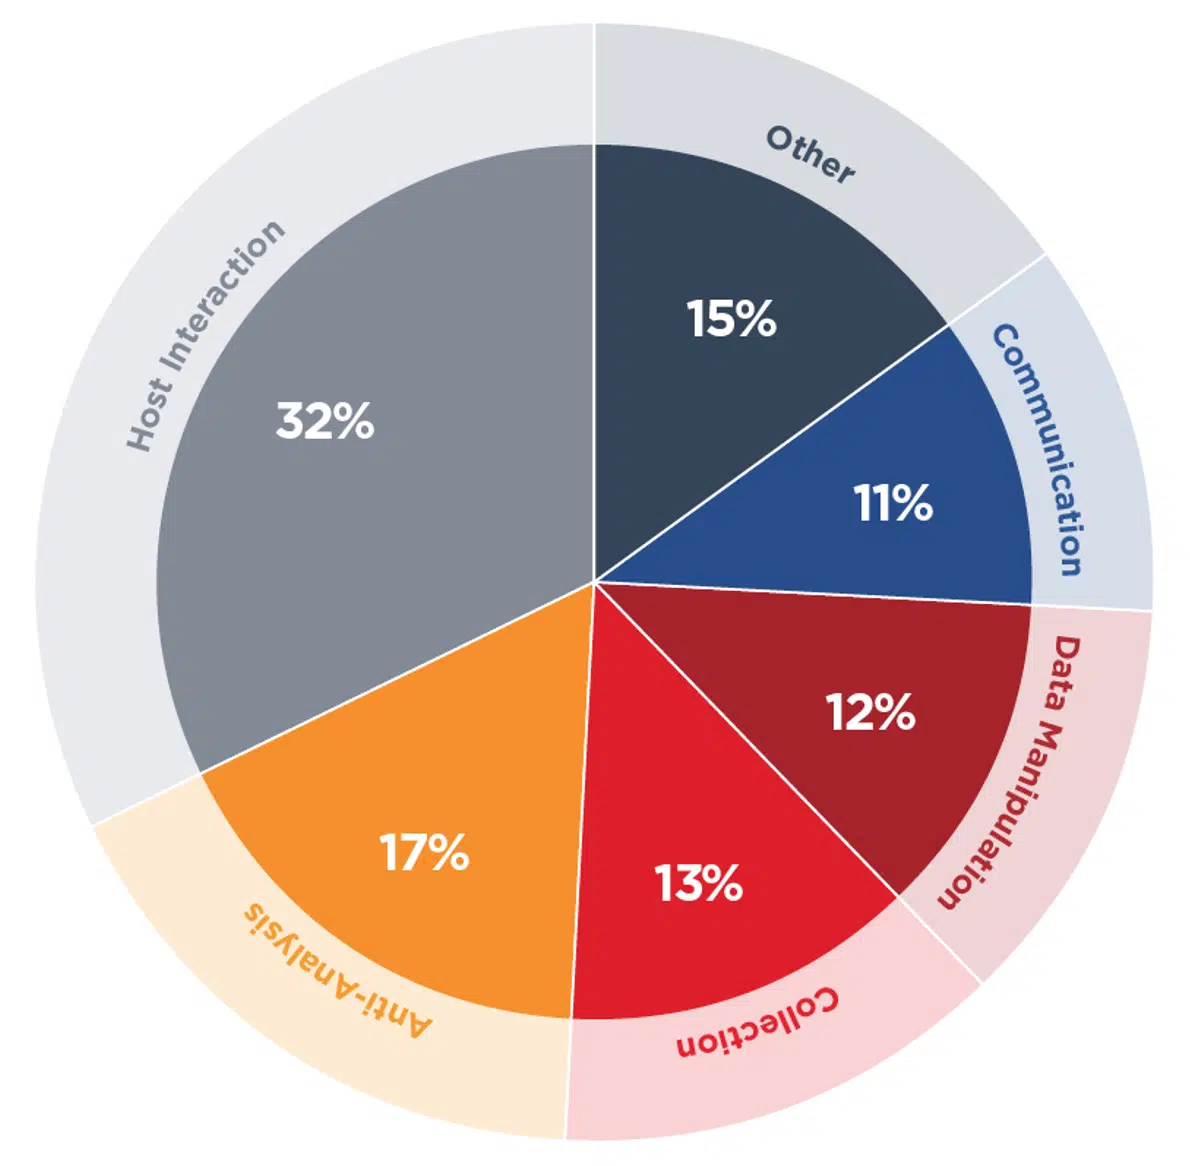 Other
15%
Communication
11%
Data Manipulation
12%
Collection
13%
Anti-Analysis
17%
Host Interaction
32%